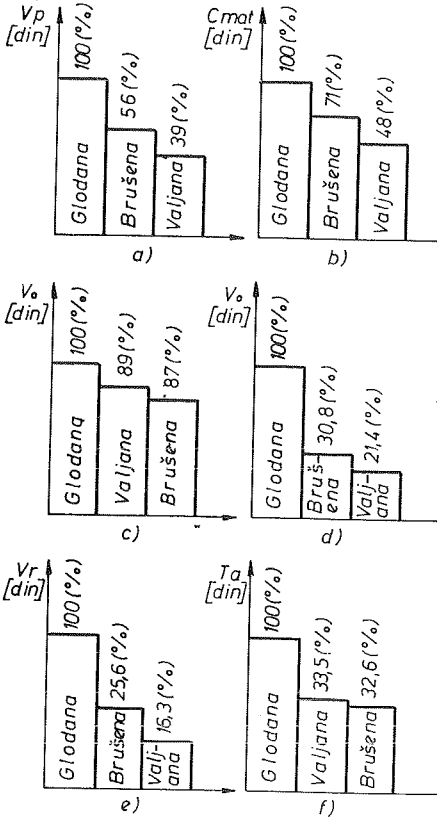 Vp
[din]
100(%)
56(%)
39(%)
Glodana
Brušena
Valjana
a)
Cmat
[din]
100(%)
71(%)
48(%)
Glodana
Brušena
Valjana
b)
Vo
[din]
100(%)
89(%)
87(%)
Glodana
Valjana
Brušena
c)
Vo
[din]
100(%)
30,8(%)
21,4(%)
Glodana
Bruš-
ena
Valj-
ana
d)
Vr
[din]
100(%)
25,6(%)
16,3(%)
Glodana
Brušena
Valj-
ana
e)
Ta
[din]
100(%)
33,5(%)
32,6(%)
Glodana
Valjana
Brušena
f)